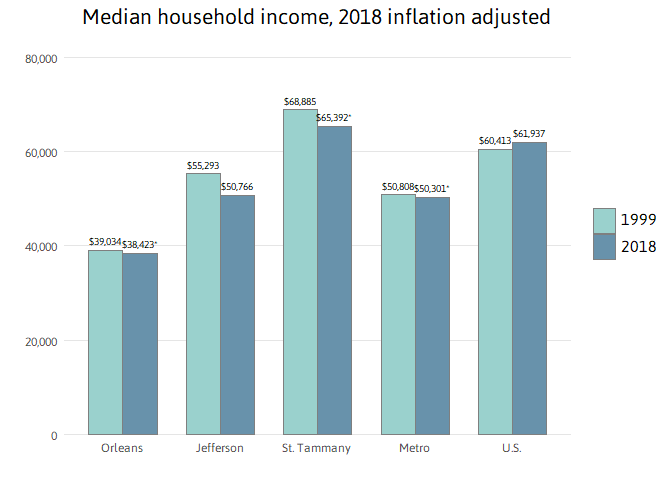 Median household income, 2018 inflation adjusted
80,000
60,000
40,000
20,000
0
$39,034
$38,423*
$55,293
$50,766
$68,885
$65,392*
$50,808
$50,301*
$60,413
$61,937
Orleans
Jefferson
St. Tammany
Metro
U.S.
1999
2018